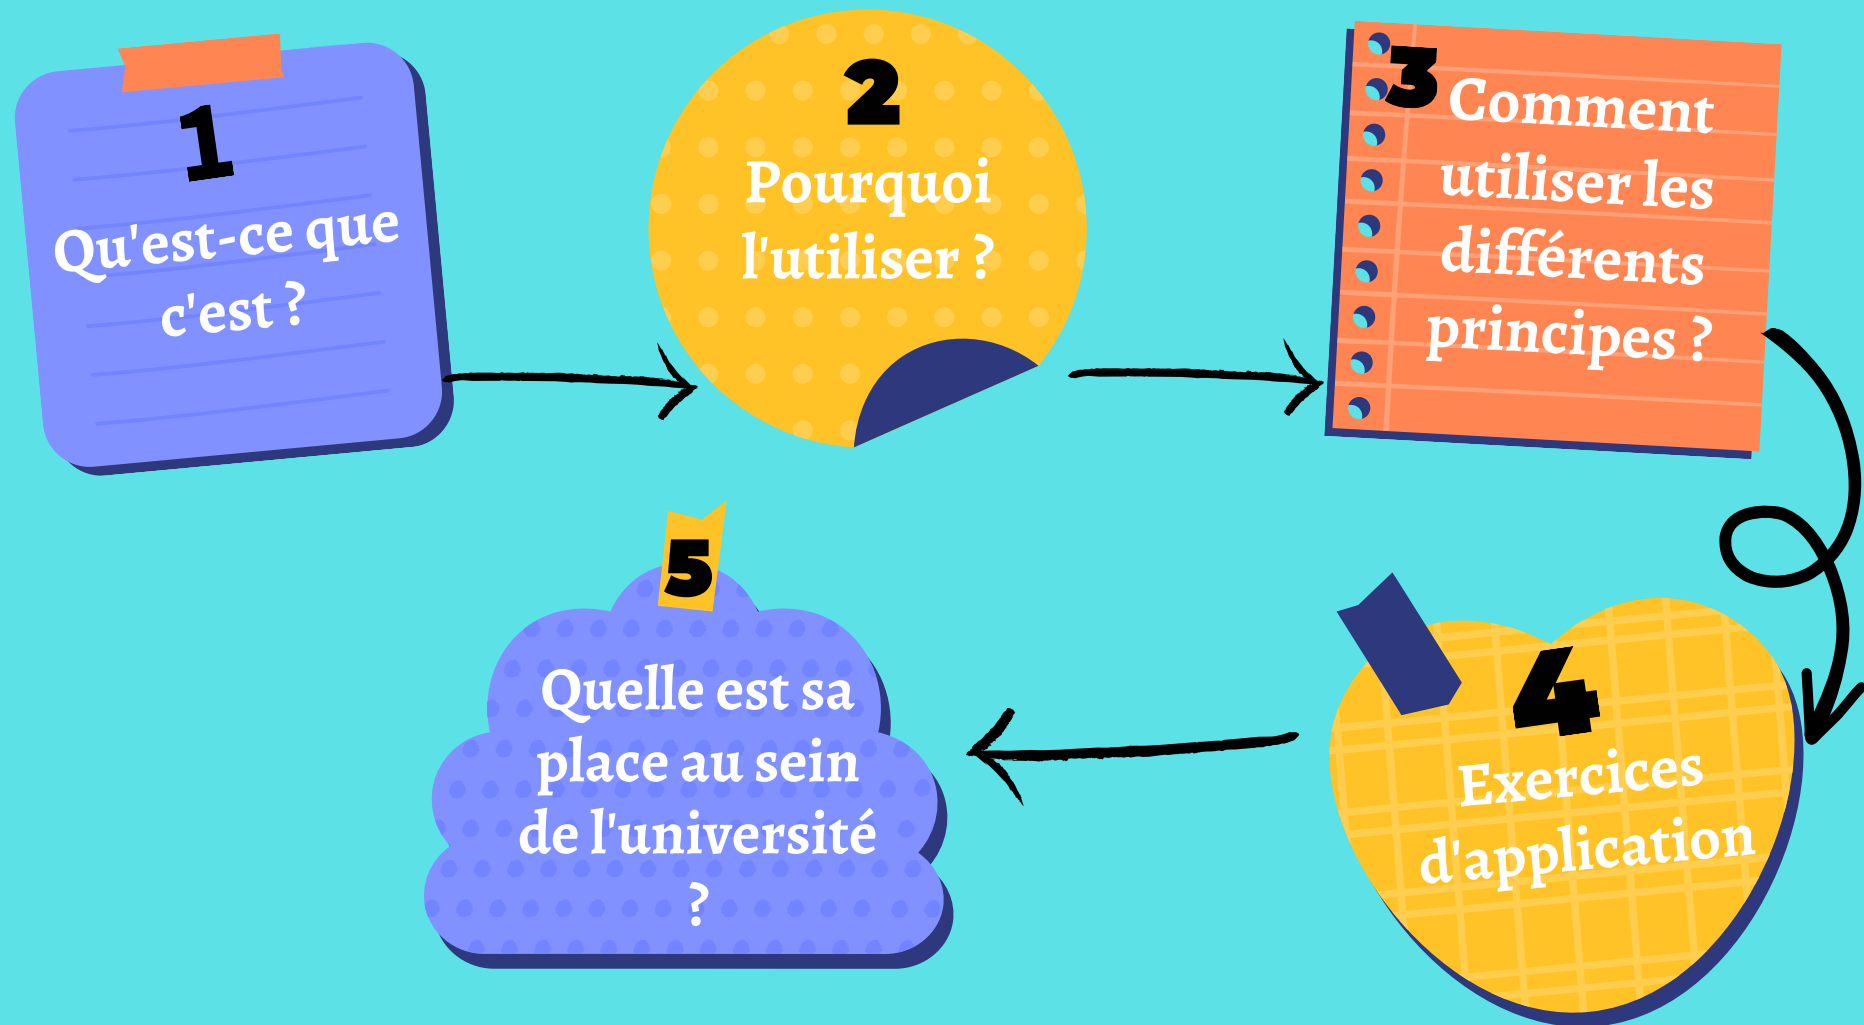 1
Qu'est-ce que
c'est ?
2
Pourquoi
l'utiliser ?
3
Comment
utiliser les
différents
principes ?
4
Exercices
d'application
5
Quelle est sa
place au sein
de l'université
?